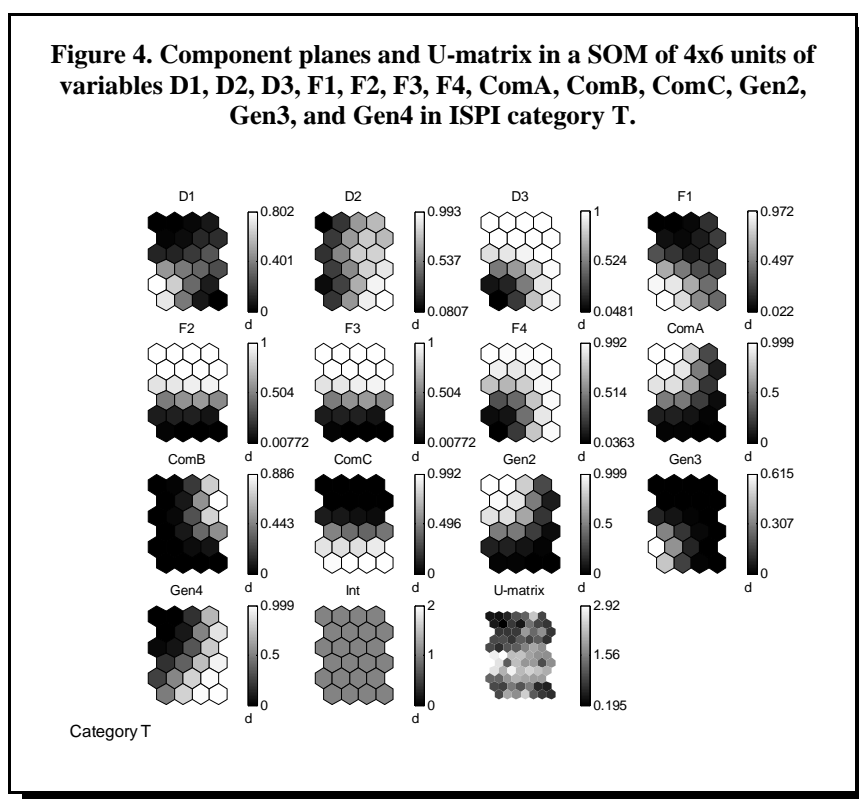 Figure 4. Component planes and U-matrix in a SOM of 4x6 units of
variables D1, D2, D3, F1, F2, F3, F4, ComA, ComB, ComC, Gen2,
Gen3, and Gen4 in ISPI category T.
D1
0.802
0.401
0
d
D2
0.993
0.537
0.0807
d
D3
1
0.524
0.0481
d
F1
0.972
0.497
0.022
d
F2
1
0.504
0.00772
d
F3
1
0.504
0.00772
d
F4
0.992
0.514
0.0363
d
ComA
0.999
0.5
0
d
ComB
0.886
0.443
0
d
ComC
0.992
0.496
0
d
Gen2
0.999
0.5
0
d
Gen3
0.615
0.307
0
d
Gen4
0.999
0.5
0
d
Int
2
1
0
d
U-matrix
2.92
1.56
0.195
Category T